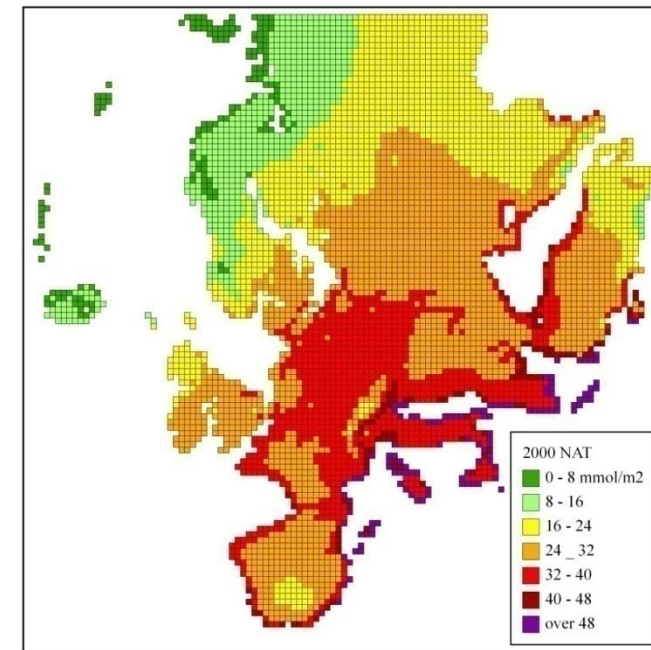 2000 NAT
0 - 8 mmol/m2
8 - 16
16 - 24
24 _ 32
32 - 40
40 - 48
over 48